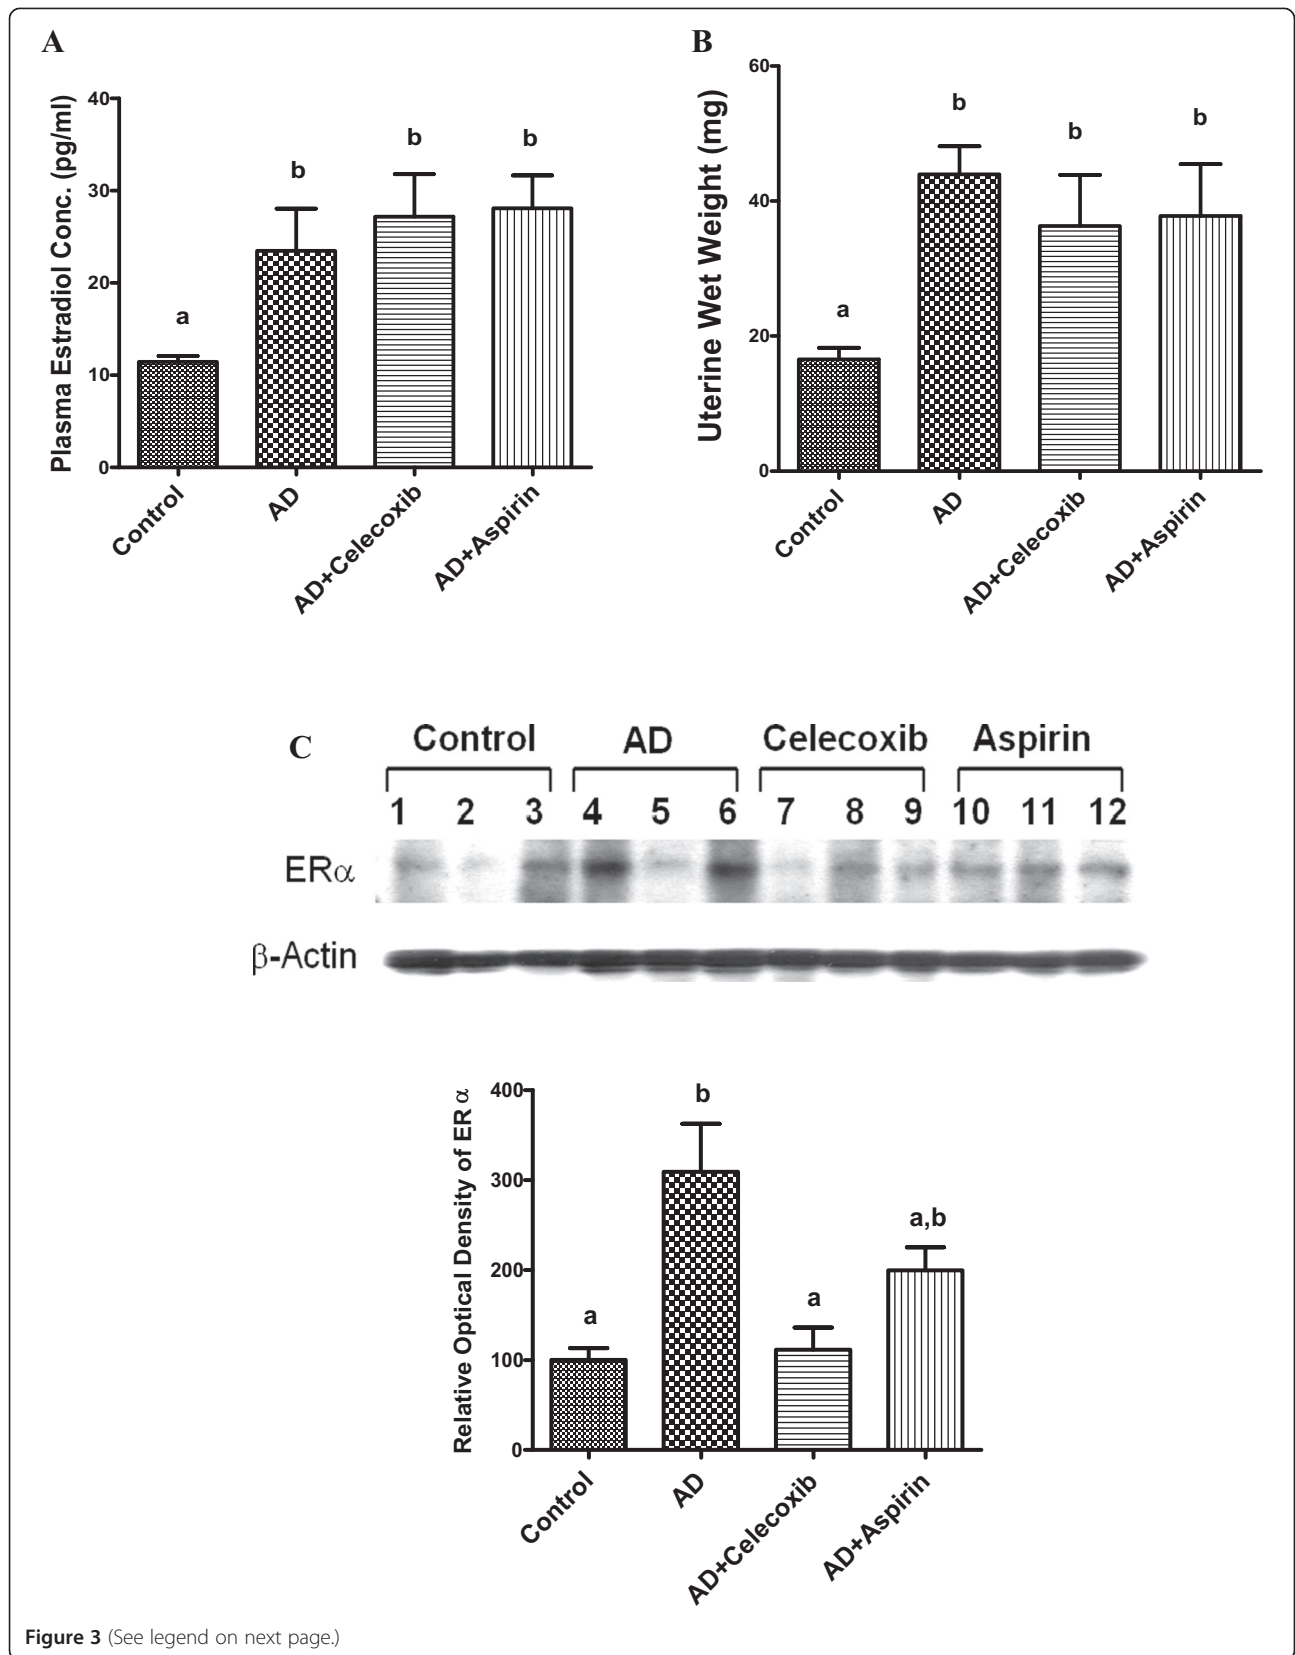 A
Plasma Estradiol Conc. (pg/ml)
40
30
20
10
0
a
b
b
b
Control
AD
AD+Celecoxib
AD+Aspirin
B
Uterine Wet Weight (mg)
60
40
20
0
a
b
b
b
Control
AD
AD+Celecoxib
AD+Aspirin
C
Control AD Celecoxib Aspirin
1 2 3 4 5 6 7 8 9 10 11 12
ERα
β-Actin
Relative Optical Density of ER α
400
300
200
100
0
a
b
a
a,b
Control
AD
AD+Celecoxib
AD+Aspirin
Figure 3 (See legend on next page.)